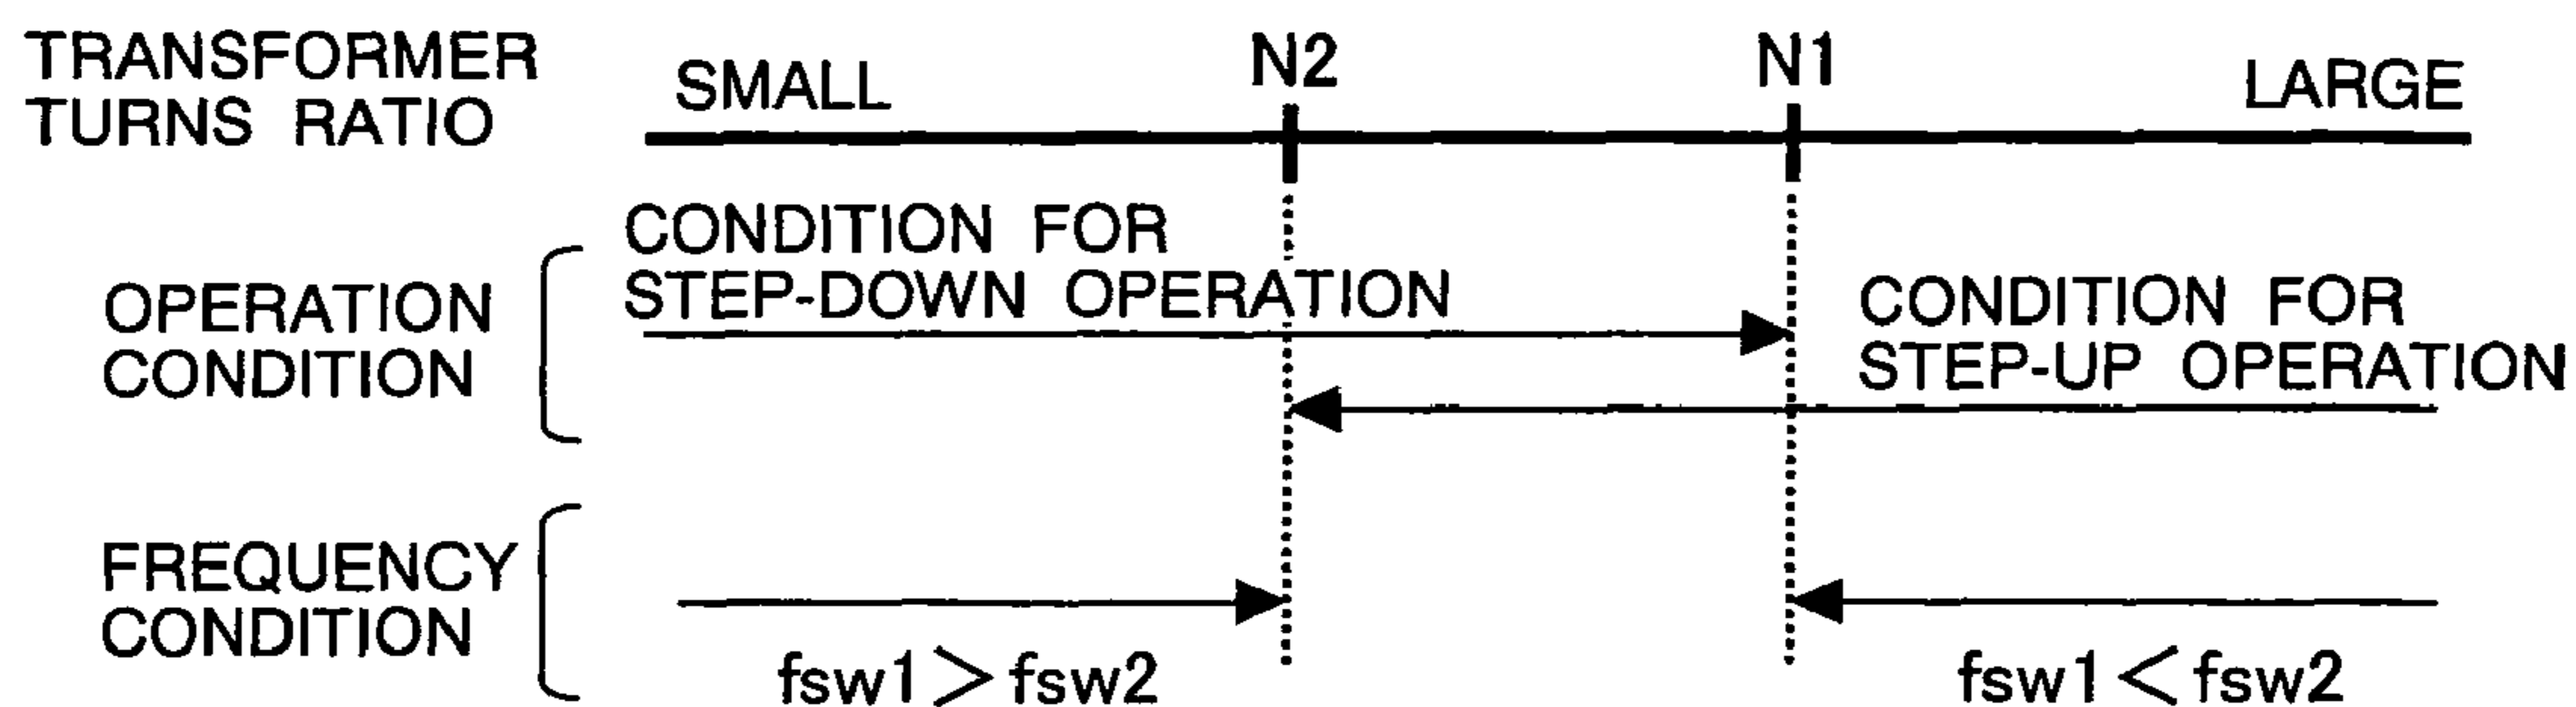 TRANSFORMER
TURNS RATIO
SMALL
N2
N1
LARGE
OPERATION
CONDITION
CONDITION FOR
STEP-DOWN OPERATION
CONDITION FOR
STEP-UP OPERATION
FREQUENCY
CONDITION
fsw1>fsw2
fsw1<fsw2